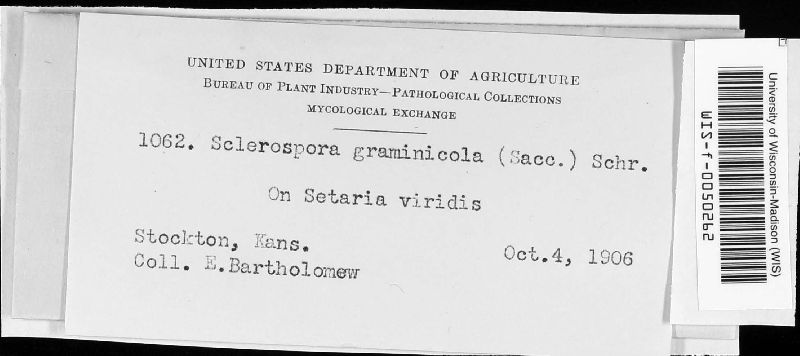 UNITED STATES DEPARTMENT OF AGRICULTURE
BUREAU OF PLANT INDUSTRY—PATHOLOGICAL COLLECTIONS
MYCOLOGICAL EXCHANGE
1062. Sclerospora graminicola (Sacc.) Schr.
On Setaria viridis
Stockton, Kans.
Oct.4, 1906
Coll. E.Bartholomew
University of Wisconsin-Madison (WIS)
WIS-f-0050292